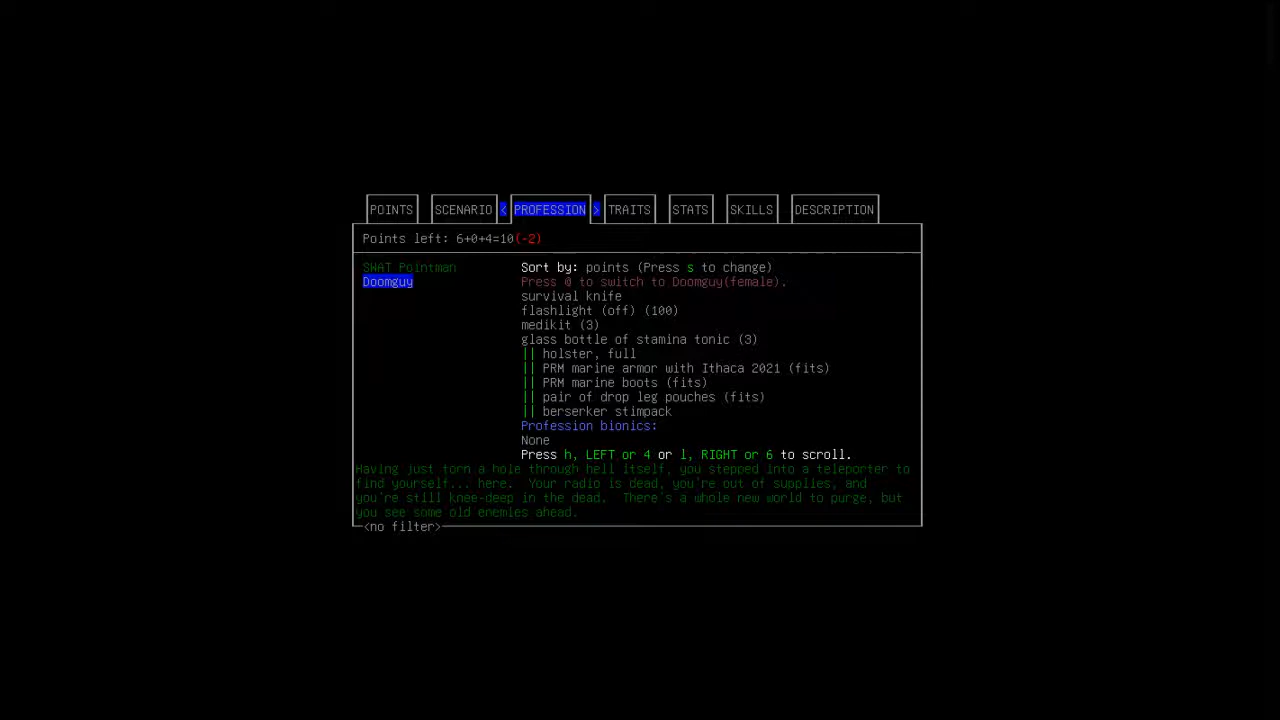 POINTS SCENARIO < PROFESSION > TRAITS STATS SKILLS DESCRIPTION
Points left: 6+0+4=10(-2)
SWAT Pointman Sort by: points (Press s to change)
Doomguy Press @ to switch to Doomguy(female).
survival knife
flashlight (off) (100)
medikit (3)
glass bottle of stamina tonic (3)
|| holster, full
|| PRM marine armor with Ithaca 2021 (fits)
|| PRM marine boots (fits)
|| pair of drop leg pouches (fits)
|| berserker stimpack
Profession bionics:
None
Press h, LEFT or 4 or l, RIGHT or 6 to scroll.
Having just torn a hole through hell itself, you stepped into a teleporter to
find yourself... here.  Your radio is dead, you're out of supplies, and
you're still knee-deep in the dead.  There's a whole new world to purge, but
you see some old enemies ahead.
<no filter>